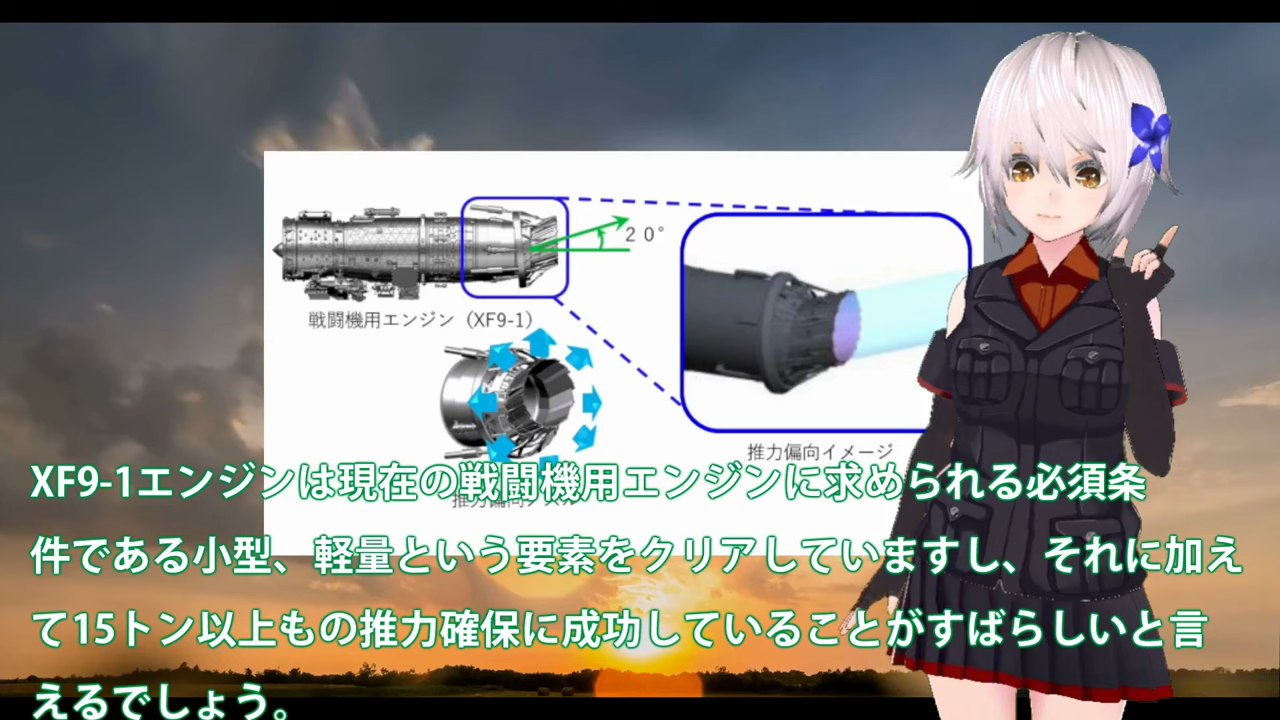 20°
戦闘機用エンジン（XF9-1）
推力偏向イメージ
XF9-1エンジンは現在の戦闘機用エンジンに求められる必須条
件である小型、軽量という要素をクリアしていますし、それに加え
て15トン以上もの推力確保に成功していることがすばらしいと言
えるでしょう。